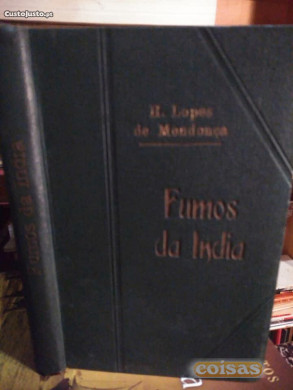 CustoJusto.pt
H. Lopes
de Mendonça
Fumos
da India
Fumos da India
coisas